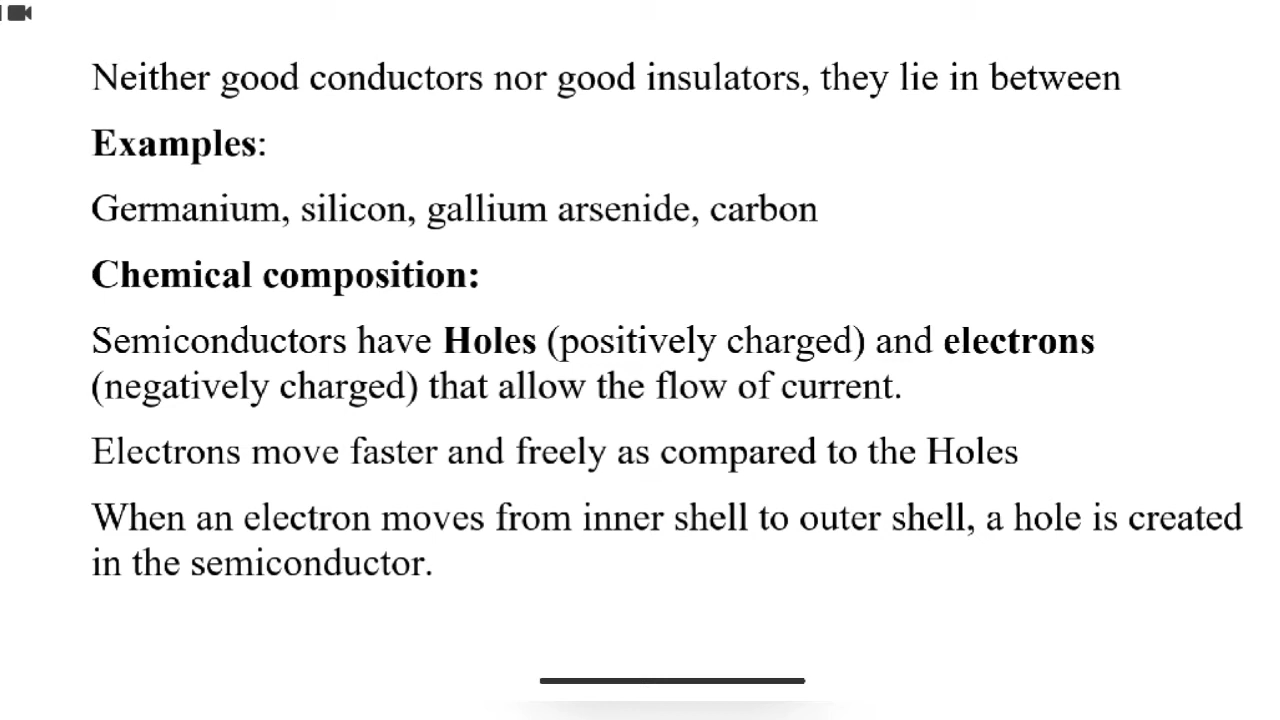 Neither good conductors nor good insulators, they lie in between
Examples:
Germanium, silicon, gallium arsenide, carbon
Chemical composition:
Semiconductors have Holes (positively charged) and electrons
(negatively charged) that allow the flow of current.
Electrons move faster and freely as compared to the Holes
When an electron moves from inner shell to outer shell, a hole is created
in the semiconductor.